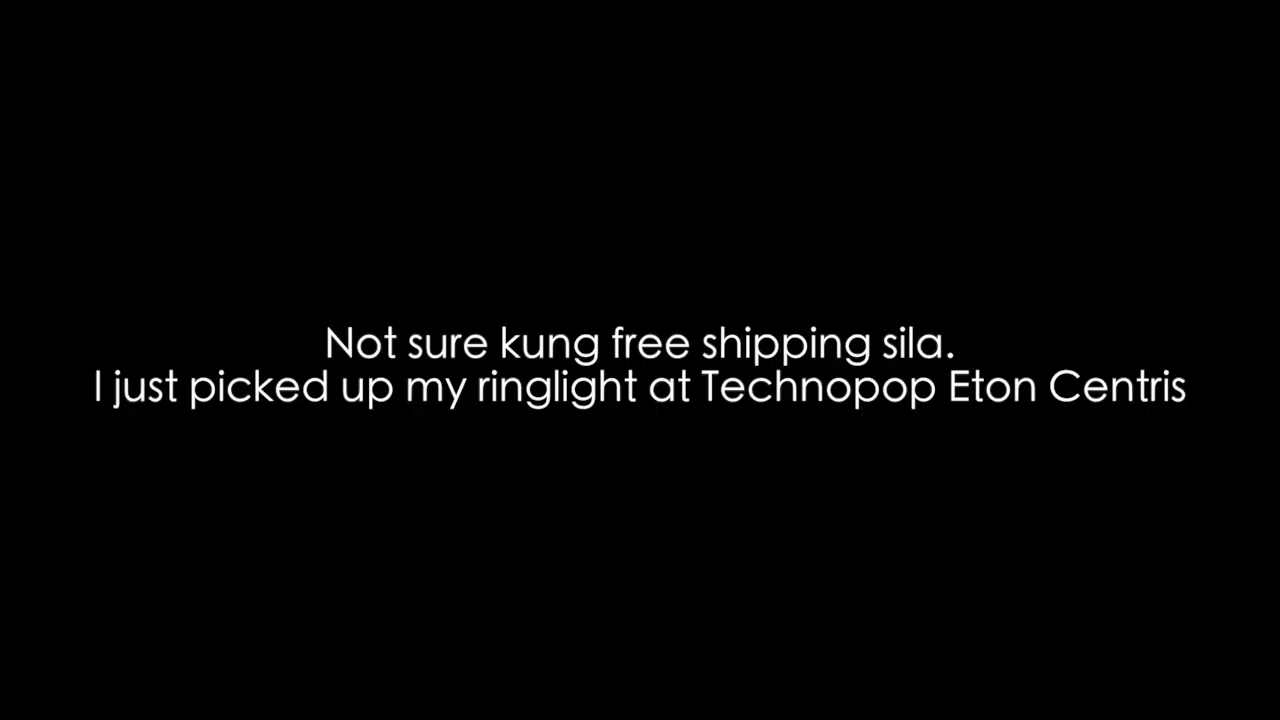 Not sure kung free shipping sila.
I just picked up my ringlight at Technopop Eton Centris